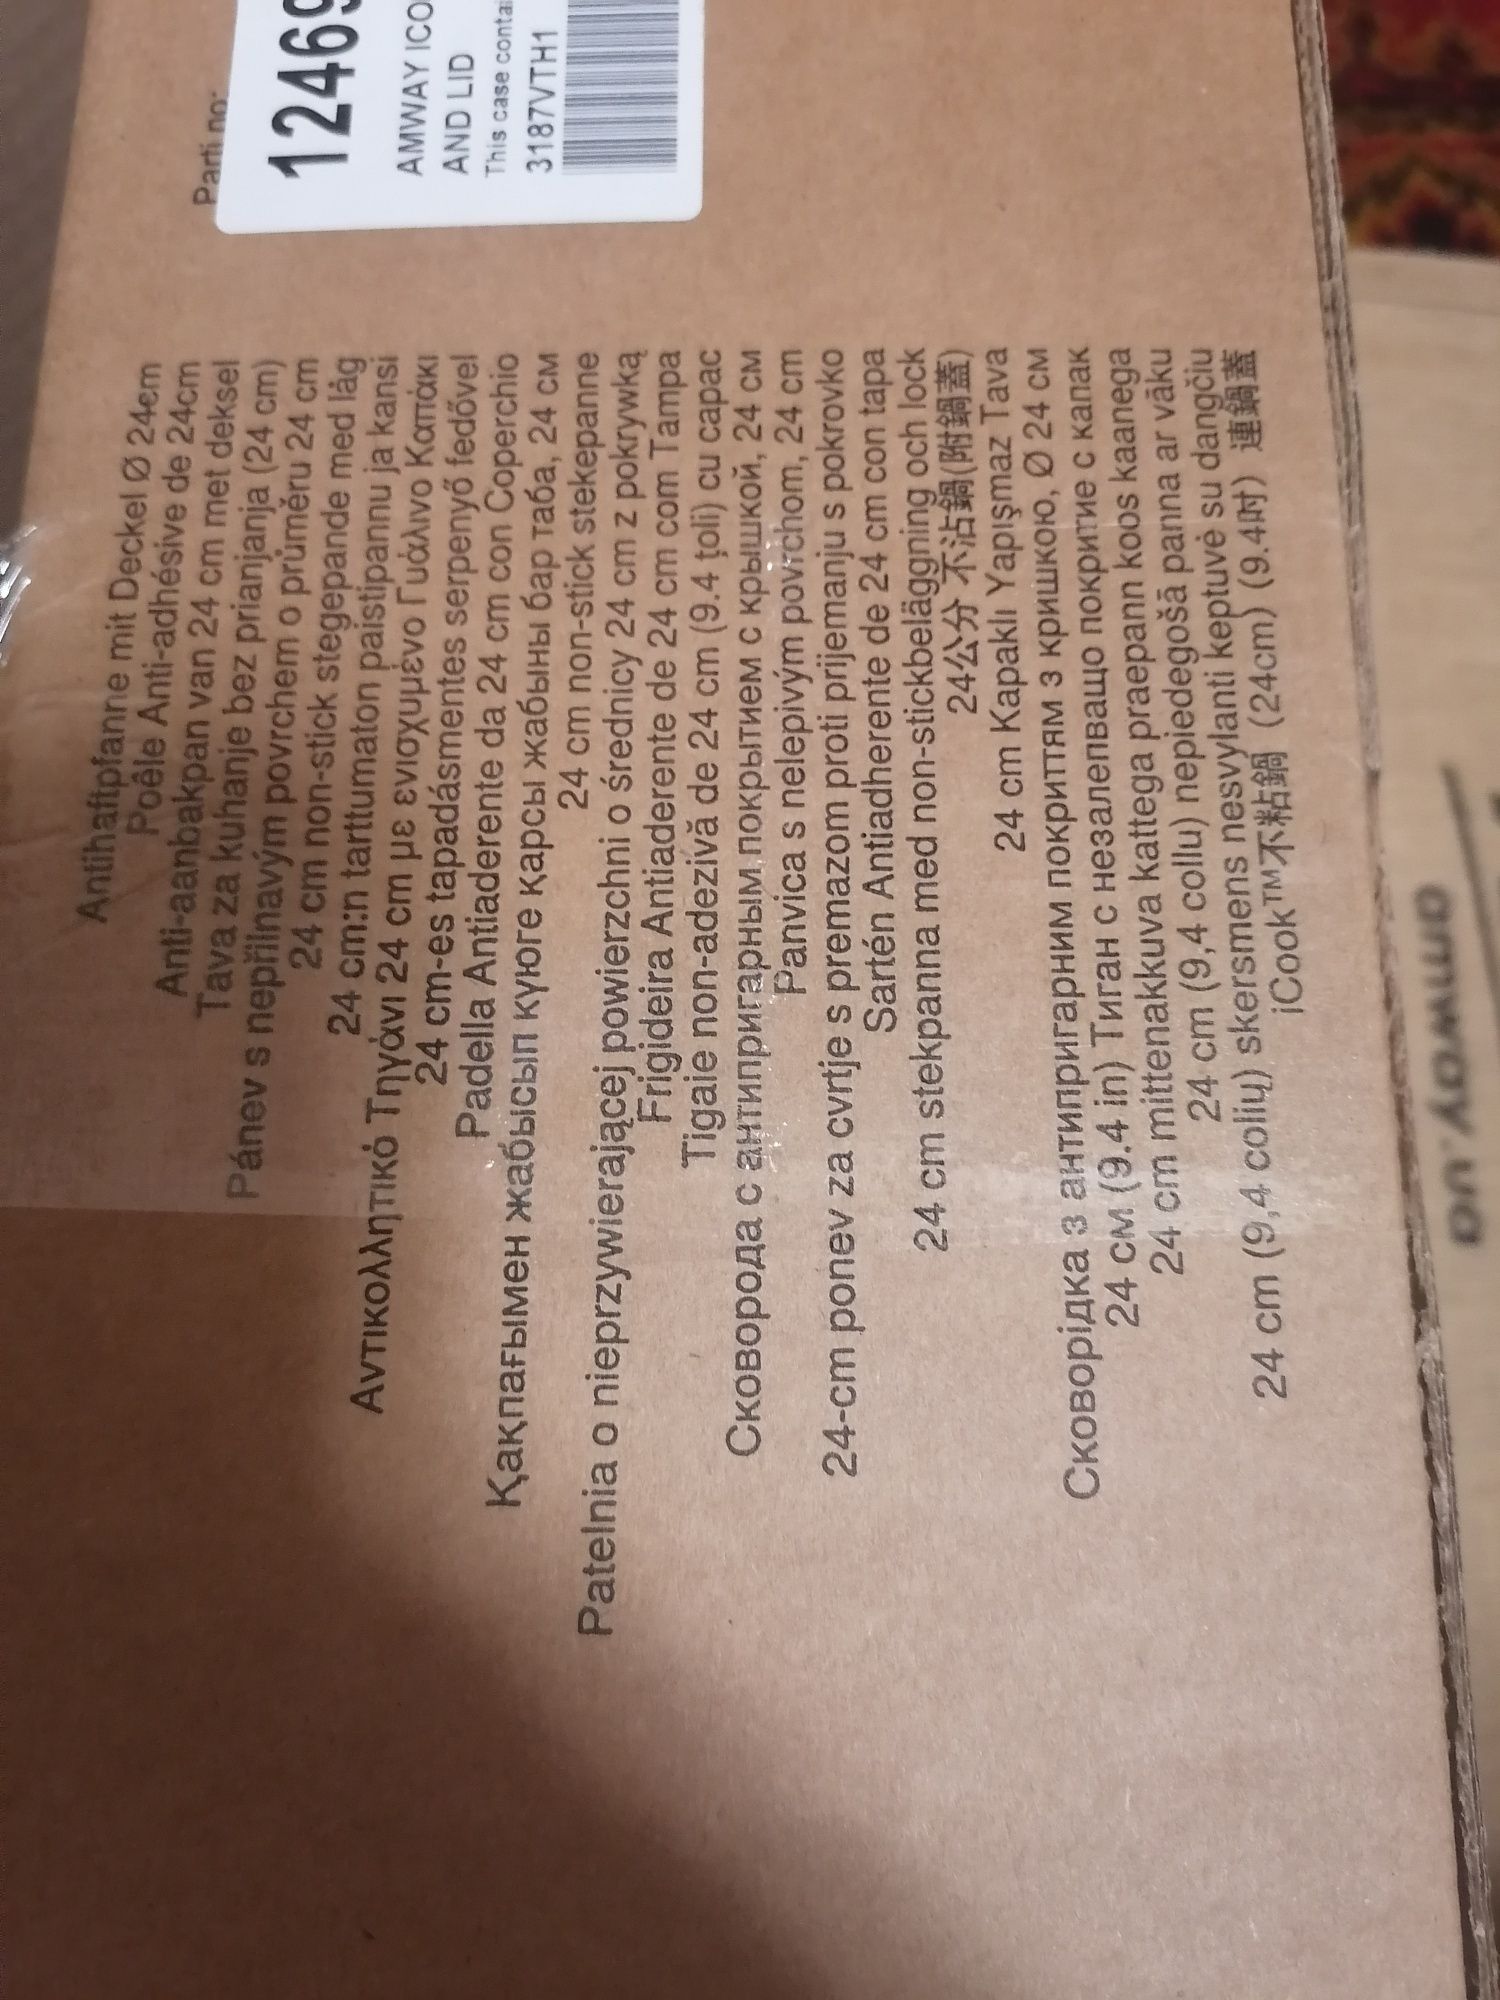 Parti no:
12469
AMWAY ICO
AND LID
This case contai
3187VTH1
Antihaftpfanne mit Deckel Ø 24cm
Poêle Anti-adhésive de 24cm
Anti-aanbakpan van 24 cm met deksel
Tava za kuhanje bez prianjanja (24 cm)
Pánev s nepřilnavým povrchem o průměru 24 cm
24 cm non-stick stegepande med låg
24 cm:n tarttumaton paistipannu ja kansi
Αντικολλητικό Τηγάνι 24 cm με ενισχυμένο Γυάλινο Καπάκι
24 cm-es tapadásmentes serpenyő fedővel
Padella Antiaderente da 24 cm con Coperchio
Қақпағымен жабысып күюге қарсы жабыны бар таба, 24 см
24 cm non-stick stekepanne
Patelnia o nieprzywierającej powierzchni o średnicy 24 cm z pokrywką
Frigideira Antiaderente de 24 cm com Tampa
Tigaie non-adezivă de 24 cm (9.4 ţoli) cu capac
Сковорода с антипригарным покрытием с крышкой, 24 см
Panvica s nelepivým povrchom, 24 cm
24-cm ponev za cvrtje s premazom proti prijemanju s pokrovko
Sartén Antiadherente de 24 cm con tapa
24 cm stekpanna med non-stickbeläggning och lock
24公分 不沾鍋(附鍋蓋)
24 cm Kapaklı Yapışmaz Tava
Сковорідка з антипригарним покриттям з кришкою, Ø 24 см
24 см (9.4 in) Тиган с незалепващо покритие с капак
24 cm mittenakkuva kattega praepann koos kaanega
24 cm (9,4 collu) nepiedegošā panna ar vāku
24 cm (9,4 colių) skersmens nesvylanti keptuvė su dangčiu
iCook™不粘鍋 (24cm) (9.4吋) 連鍋蓋